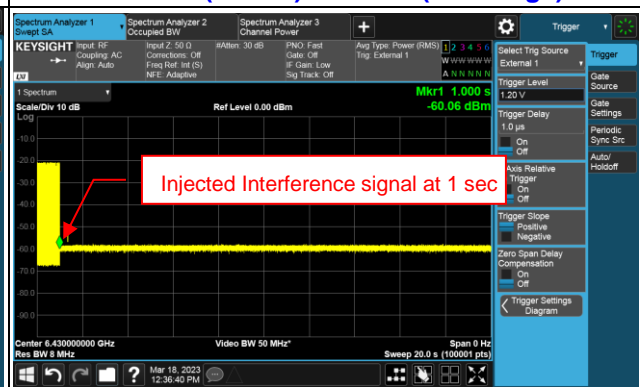 Spectrum Analyzer 1
Swept SA
Spectrum Analyzer 2
Occupied BW
Spectrum Analyzer 3
Channel Power
Trigger
KEYSIGHT
Input: RF
Coupling: AC
Align: Auto
Input Z: 50 Ω
Corrections: Off
Freq Ref: Int (S)
NFE: Adaptive
#Atten: 30 dB
PNO: Fast
Gate: Off
IF Gain: Low
Sig Track: Off
Avg Type: Power (RMS)
Trig: External 1
1 2 3 4 5 6
W W W W W W
A N N N N N
LXI
1 Spectrum
Scale/Div 10 dB
Log
Ref Level 0.00 dBm
Mkr1 1.000 s
-60.06 dBm
-10.0
-20.0
-30.0
-40.0
-50.0
-60.0
-70.0
-80.0
-90.0
Injected Interference signal at 1 sec
Center 6.430000000 GHz
Res BW 8 MHz
Video BW 50 MHz*
Span 0 Hz
Sweep 20.0 s (100001 pts)
Mar 18, 2023
12:36:40 PM
Select Trig Source
External 1
Trigger Level
1.20 V
Trigger Delay
1.0 µs
On
Off
Axis Relative
Trigger
On
Off
Trigger Slope
Positive
Negative
Zero Span Delay
Compensation
On
Off
Trigger Settings
Diagram
Trigger
Gate
Source
Gate
Settings
Periodic
Sync Src
Auto/
Holdoff